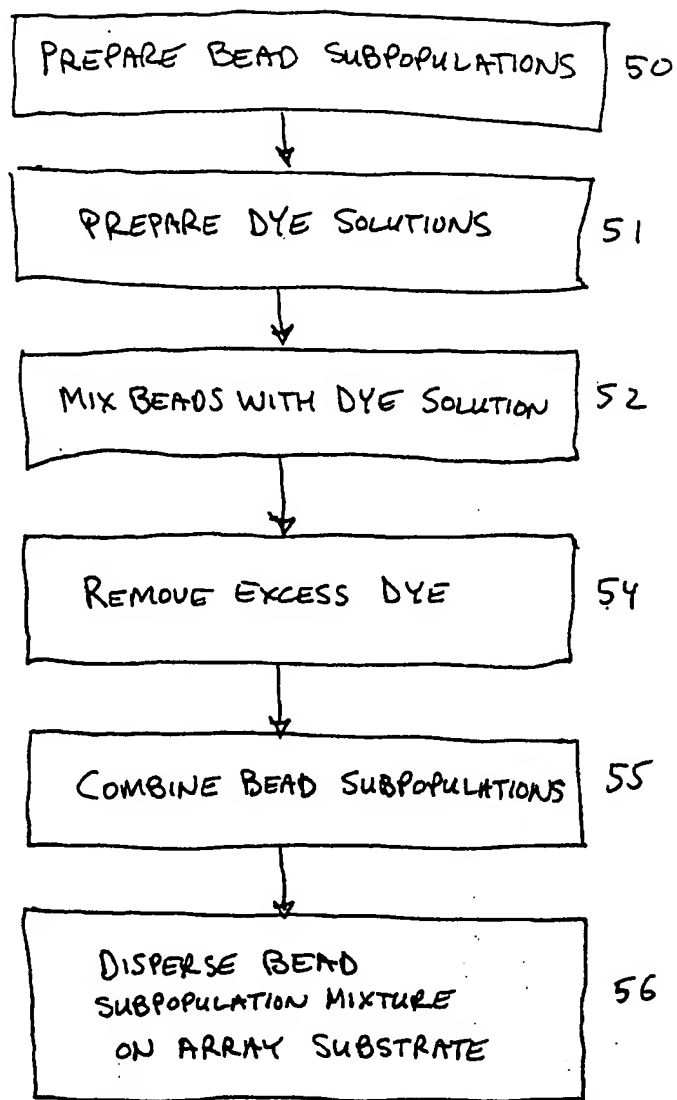 PREPARE BEAD SUBPOPULATIONS 50
PREPARE DYE SOLUTIONS 51
MIX BEADS WITH DYE SOLUTION 52
REMOVE EXCESS DYE 54
COMBINE BEAD SUBPOPULATIONS 55
DISPERSE BEAD
SUBPOPULATION MIXTURE
ON ARRAY SUBSTRATE
56